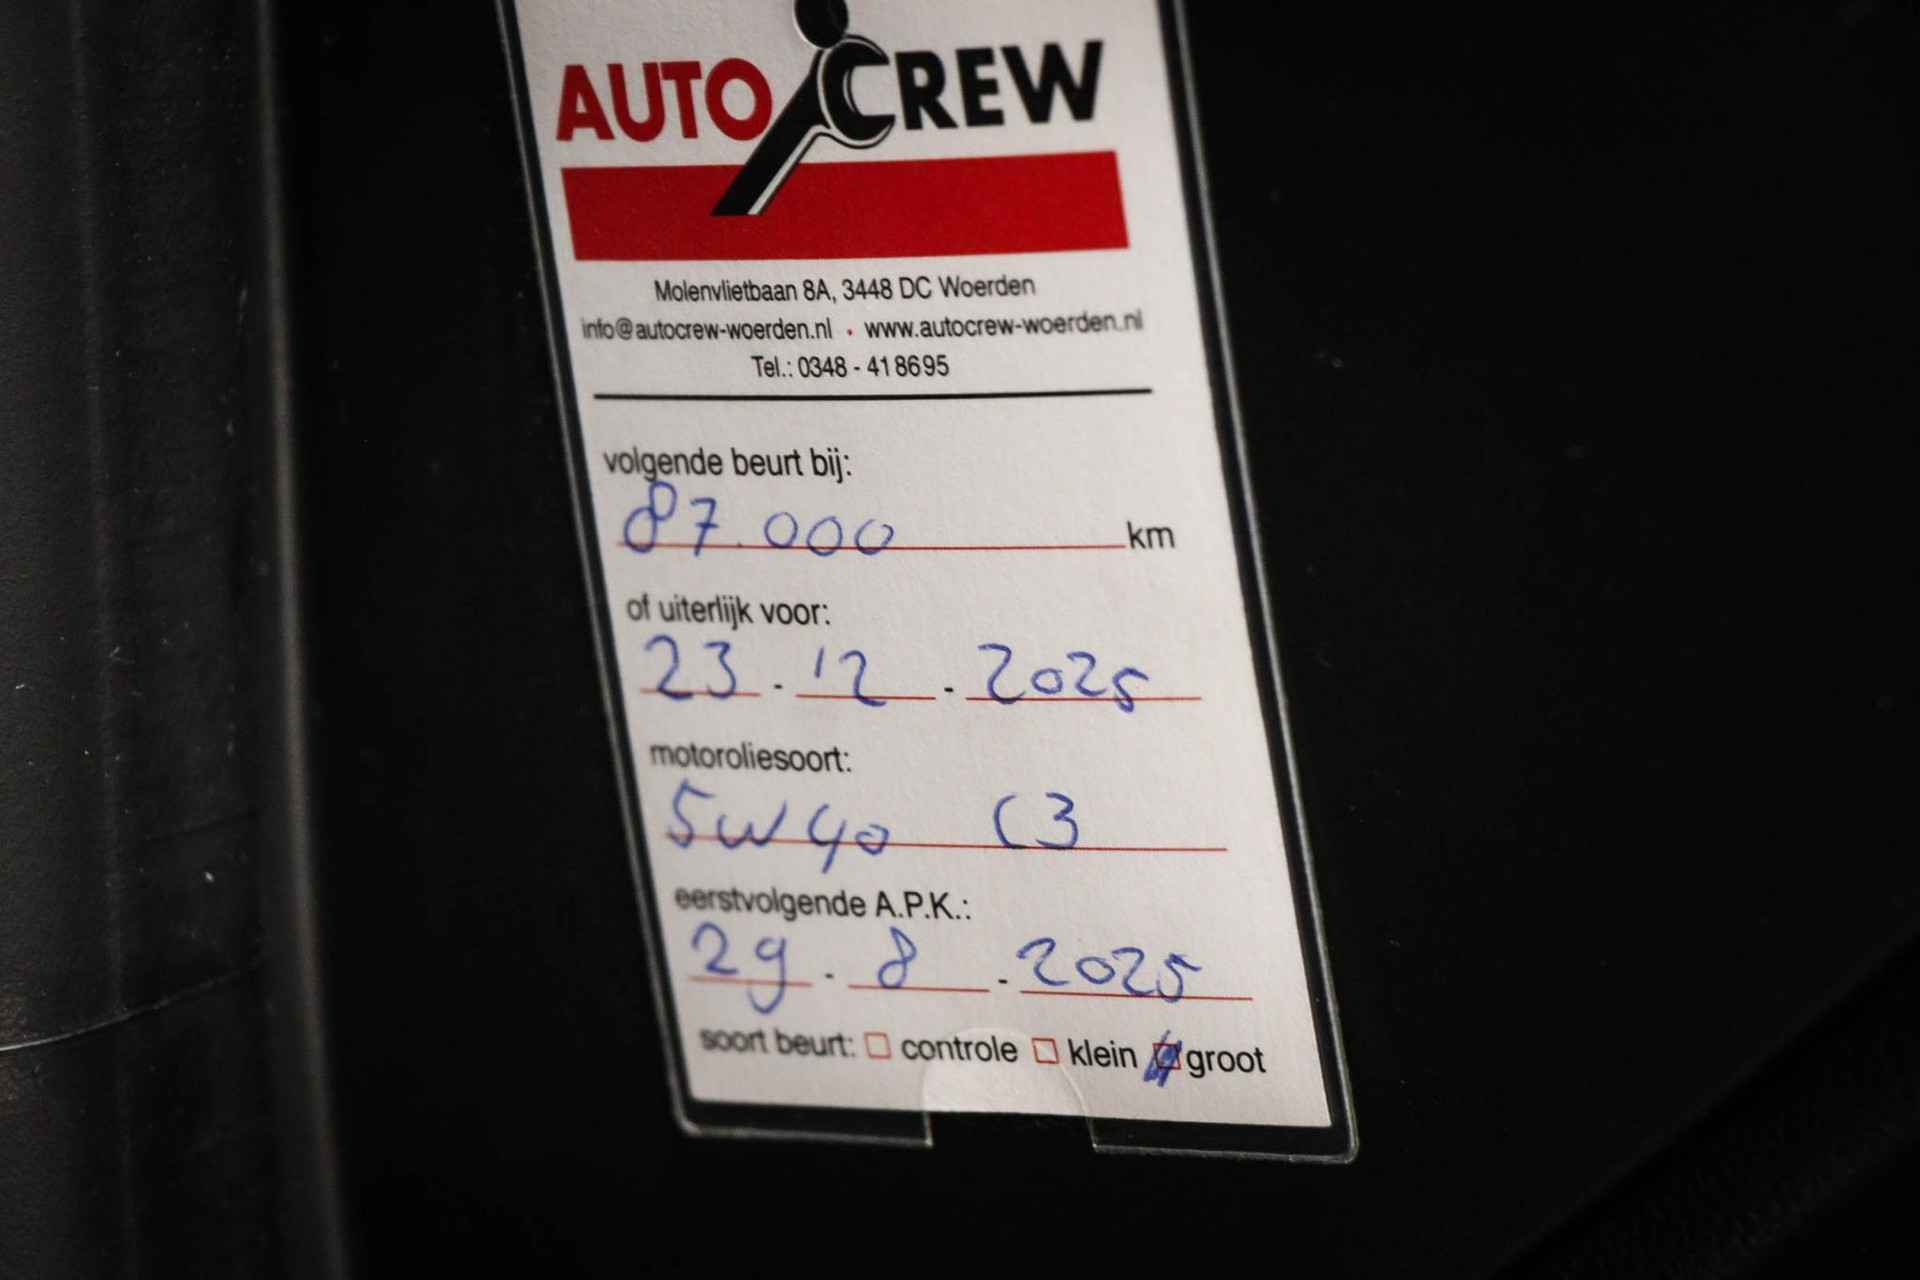 AUTO CREW
Molenvlietbaan 8A, 3448 DC Woerden
info@autocrew-woerden.nl • www.autocrew-woerden.nl
Tel.: 0348 - 418695
volgende beurt bij:
87.000 km
of uiterlijk voor:
23 - 12 - 2025
motoroliesoort:
5w40 C3
eerstvolgende A.P.K.:
29 - 8 - 2025
soort beurt: controle klein groot